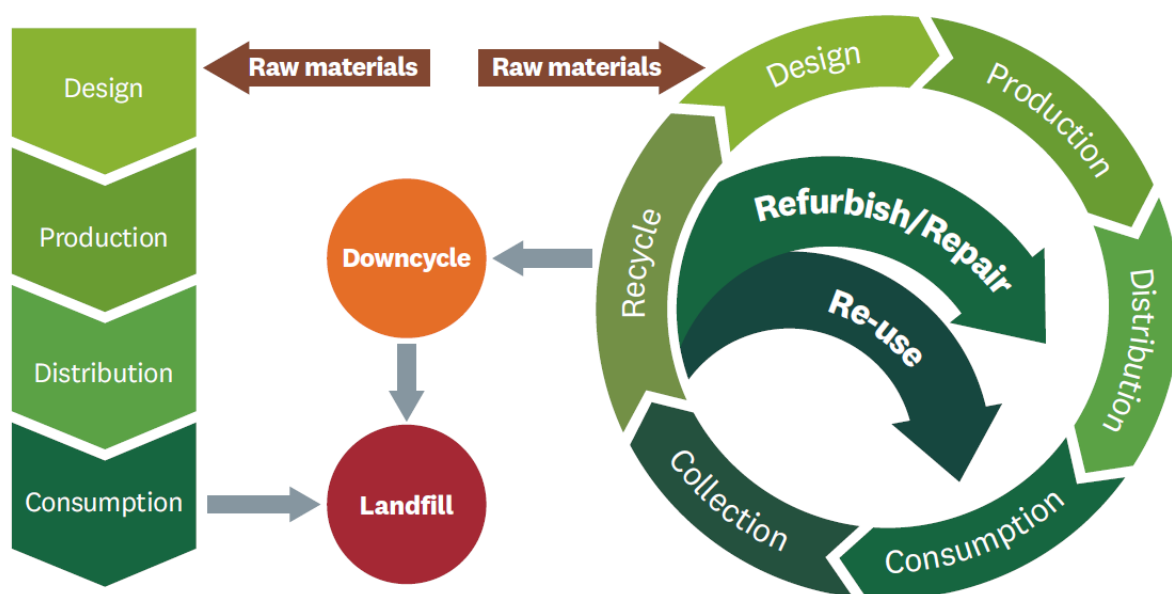 Design
Production
Distribution
Consumption
Raw materials
Raw materials
Downcycle
Landfill
Design
Production
Distribution
Consumption
Collection
Recycle
Refurbish/Repair
Re-use